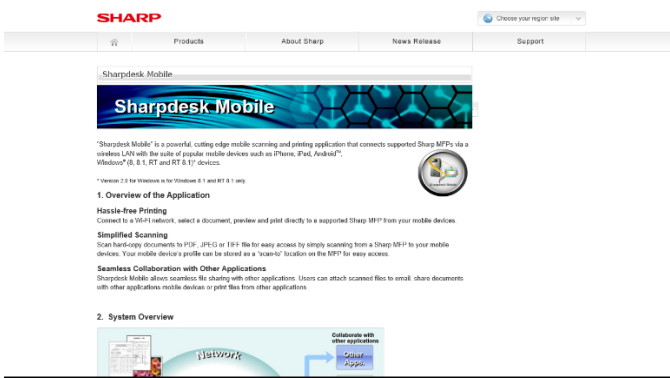 SHARP
Choose your region site
Products About Sharp News Release Support
Sharpdesk Mobile
Sharpdesk Mobile
"Sharpdesk Mobile" is a powerful, cutting edge mobile scanning and printing application that connects supported Sharp MFPs via a
wireless LAN with the suite of popular mobile devices such as iPhone, iPad, Android™,
Windows® (8, 8.1, RT and RT 8.1)* devices.
* Version 2.0 for Windows is for Windows 8.1 and RT 8.1 only.
1. Overview of the Application
Hassle-free Printing
Connect to a Wi-Fi network, select a document, preview and print directly to a supported Sharp MFP from your mobile devices.
Simplified Scanning
Scan hard-copy documents to PDF, JPEG or TIFF file for easy access by simply scanning from a Sharp MFP to your mobile
devices. Your mobile device's profile can be stored as a "scan-to" location on the MFP for easy access.
Seamless Collaboration with Other Applications
Sharpdesk Mobile allows seamless file sharing with other applications. Users can attach scanned files to email, share documents
with other applications mobile devices or print files from other applications.
2. System Overview
Network
Collaborate with
other applications
Other
Apps.